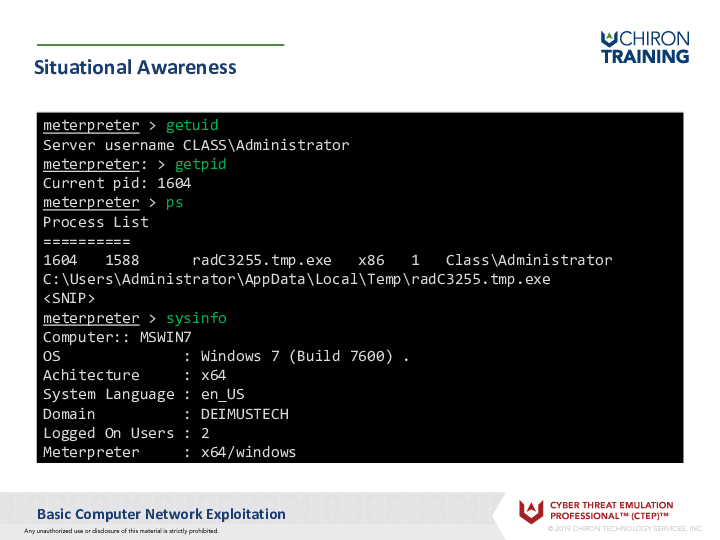 CHIRON
TRAINING
Situational Awareness
meterpreter > getuid
Server username CLASS\Administrator
meterpreter: > getpid
Current pid: 1604
meterpreter > ps
Process List
==========
1604 1588 radC3255.tmp.exe x86 1 Class\Administrator
C:\Users\Administrator\AppData\Local\Temp\radC3255.tmp.exe
<SNIP>
meterpreter > sysinfo
Computer:: MSWIN7
OS : Windows 7 (Build 7600) .
Achitecture : x64
System Language : en_US
Domain : DEIMUSTECH
Logged On Users : 2
Meterpreter : x64/windows
Basic Computer Network Exploitation
Any unauthorized use or disclosure of this material is strictly prohibited.
CYBER THREAT EMULATION
PROFESSIONAL™ (CTEP)™
© 2019 CHIRON TECHNOLOGY SERVICES, INC.